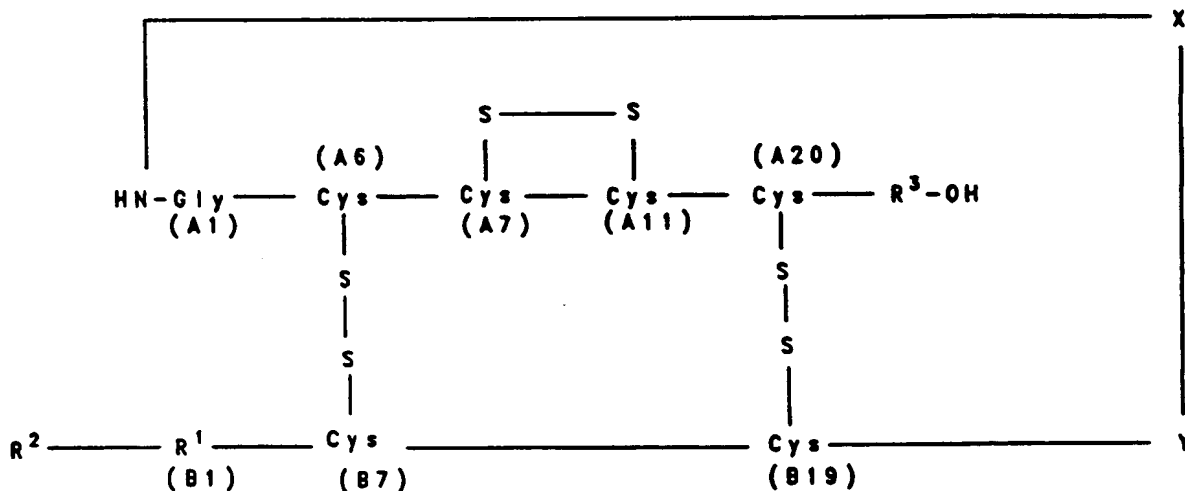 X
S S
(A6) (A20)
HN-Gly Cys Cys Cys Cys R³-OH
(A1) (A7) (A11)
S S
S S
R² R¹ Cys Cys Y
(B1) (B7) (B19)